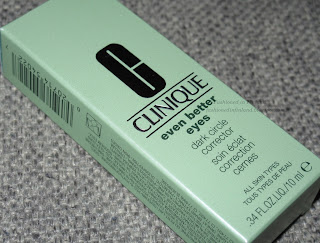 CLINIQUE
even better
eyes
dark circle
corrector
soin éclat
correction
cernes
ALL SKIN TYPES
TOUS TYPES DE PEAU
.34 FL.OZ.LIQ./10 ml e